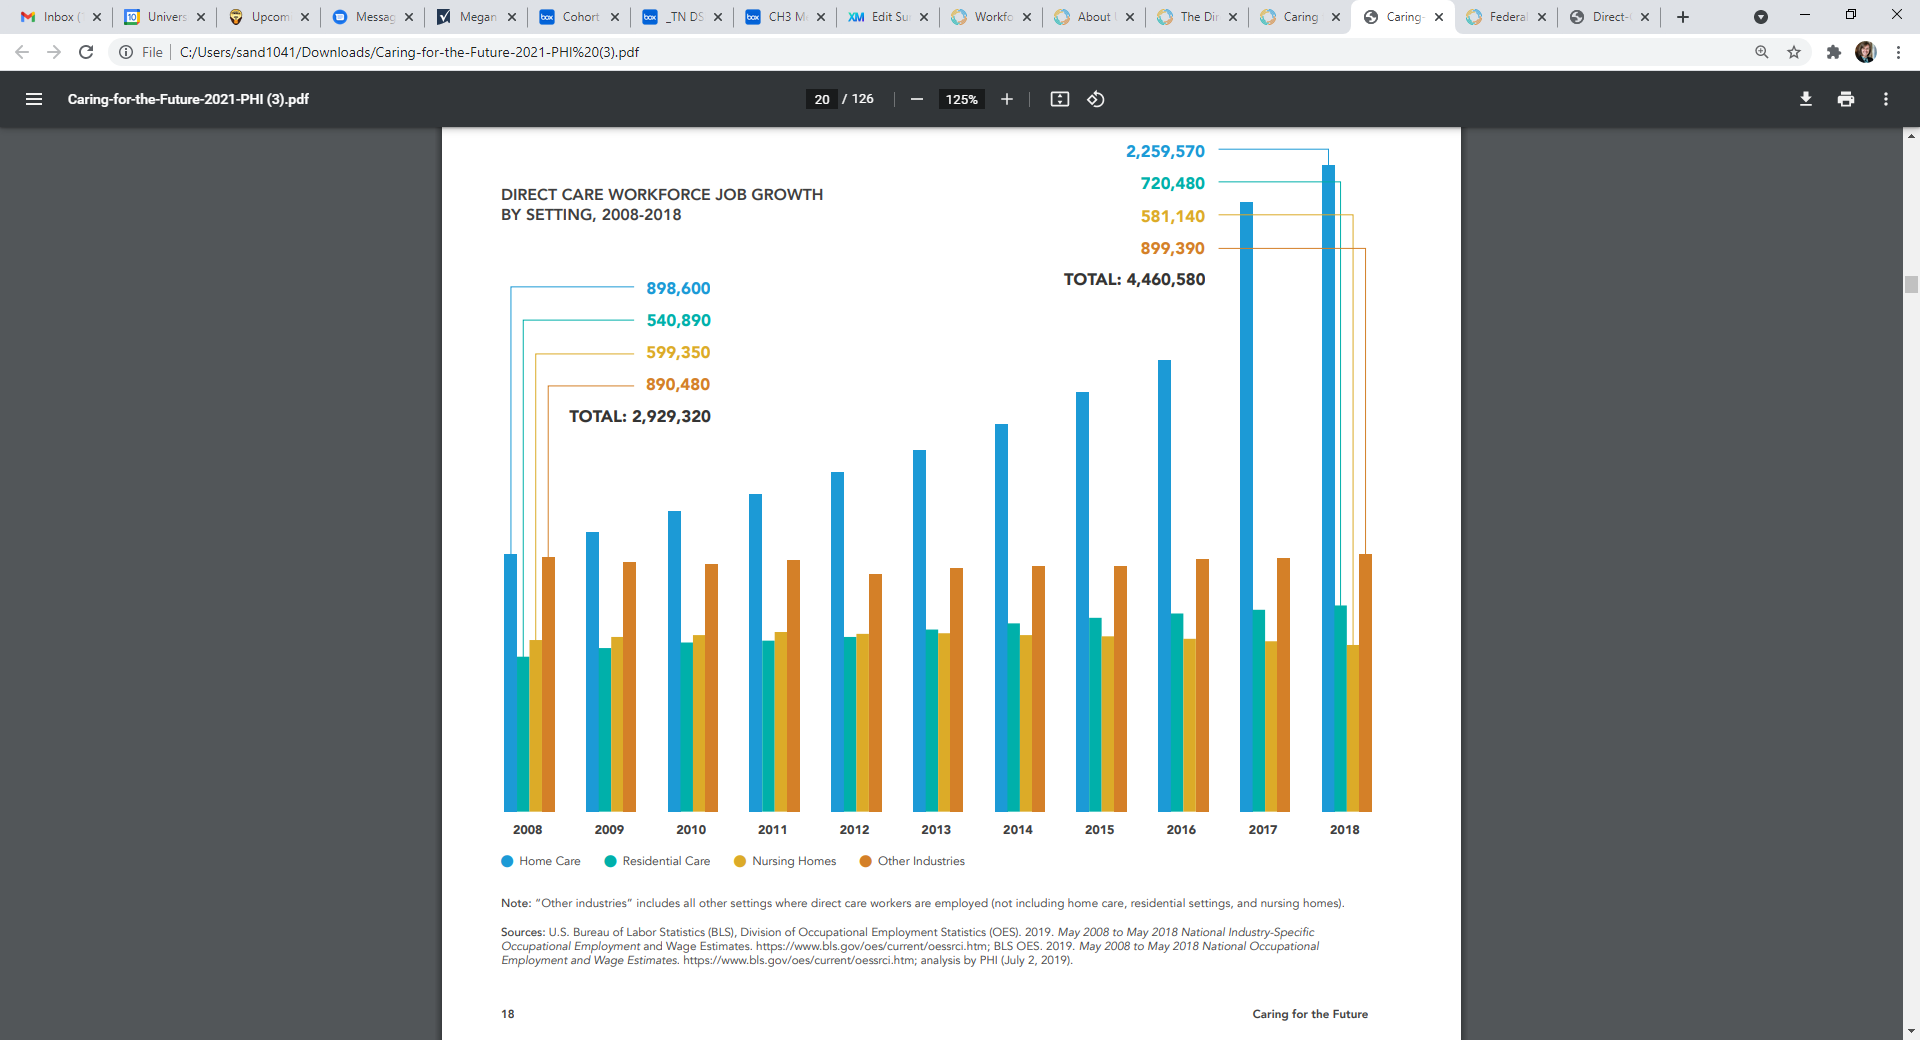 Inbox (
Univers
Upcom
Messag
Megan
Cohort
_TN DS
CH3 M
Edit Su
Workfo
About
The Dir
Caring
Caring-
Federal
Direct-
File
C:/Users/sand1041/Downloads/Caring-for-the-Future-2021-PHI%20(3).pdf
Caring-for-the-Future-2021-PHI (3).pdf
20 / 126
125%
DIRECT CARE WORKFORCE JOB GROWTH
BY SETTING, 2008-2018
2,259,570
720,480
581,140
899,390
TOTAL: 4,460,580
898,600
540,890
599,350
890,480
TOTAL: 2,929,320
2008 2009 2010 2011 2012 2013 2014 2015 2016 2017 2018
Home Care Residential Care Nursing Homes Other Industries
Note: “Other industries” includes all other settings where direct care workers are employed (not including home care, residential settings, and nursing homes).
Sources: U.S. Bureau of Labor Statistics (BLS), Division of Occupational Employment Statistics (OES). 2019. May 2008 to May 2018 National Industry-Specific
Occupational Employment and Wage Estimates. https://www.bls.gov/oes/current/oessrci.htm; BLS OES. 2019. May 2008 to May 2018 National Occupational
Employment and Wage Estimates. https://www.bls.gov/oes/current/oessrci.htm; analysis by PHI (July 2, 2019).
18
Caring for the Future